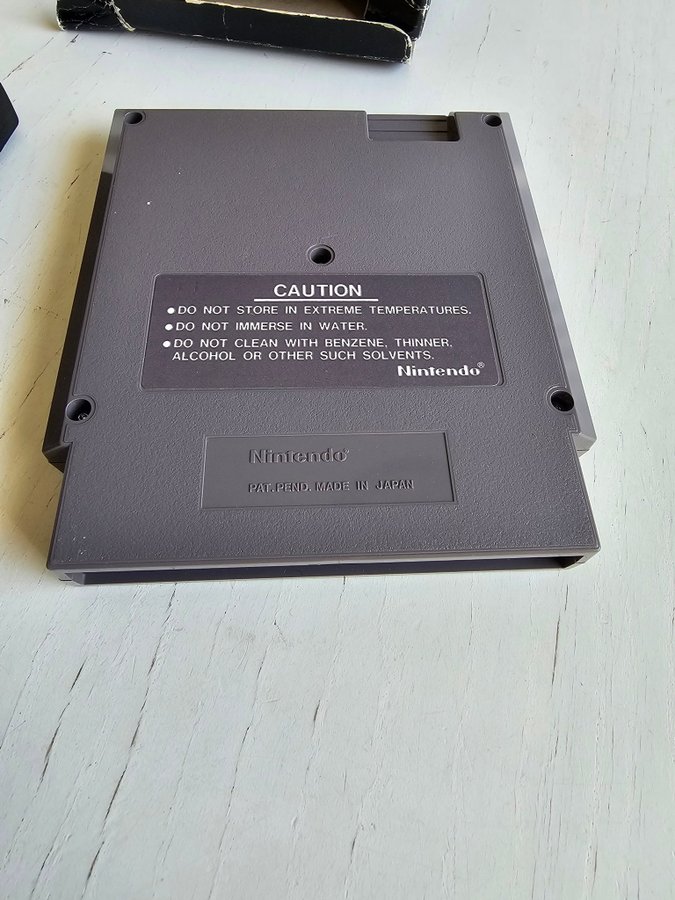 CAUTION
●DO NOT STORE IN EXTREME TEMPERATURES.
●DO NOT IMMERSE IN WATER.
●DO NOT CLEAN WITH BENZENE, THINNER,
ALCOHOL OR OTHER SUCH SOLVENTS.
Nintendo®
Nintendo®
PAT. PEND. MADE IN JAPAN